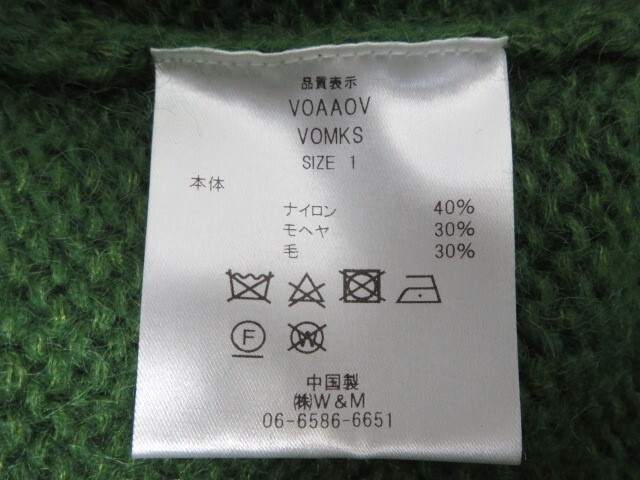 品質表示
VOAAOV
VOMKS
SIZE 1
本体
ナイロン 40%
モヘヤ 30%
毛 30%
F W
中国製
㈱W&M
06-6586-6651